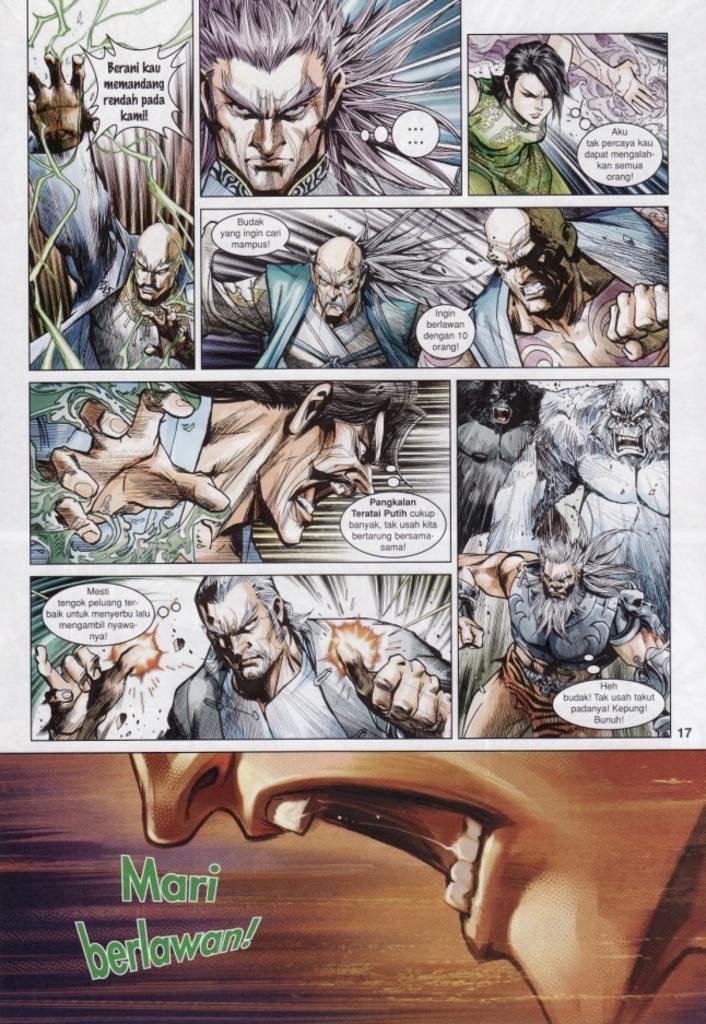 Berani kau
memandang
rendah pada
kami!
...
...
Aku
tak percaya kau
dapat mengalah-
kan semua
orang!
Budak
yang ingin cari
mampus!
Ingin
berlawan
dengan 10
orang!
Pangkalan
Teratai Putih cukup
banyak, tak usah kita
bertarung bersama-
sama!
Mesti
tengok peluang ter-
baik untuk menyerbu lalu
mengambil nyawa-
nya!
Heh
budak! Tak usah takut
padanya! Kepung!
Bunuh!
17
Mari
berlawan!